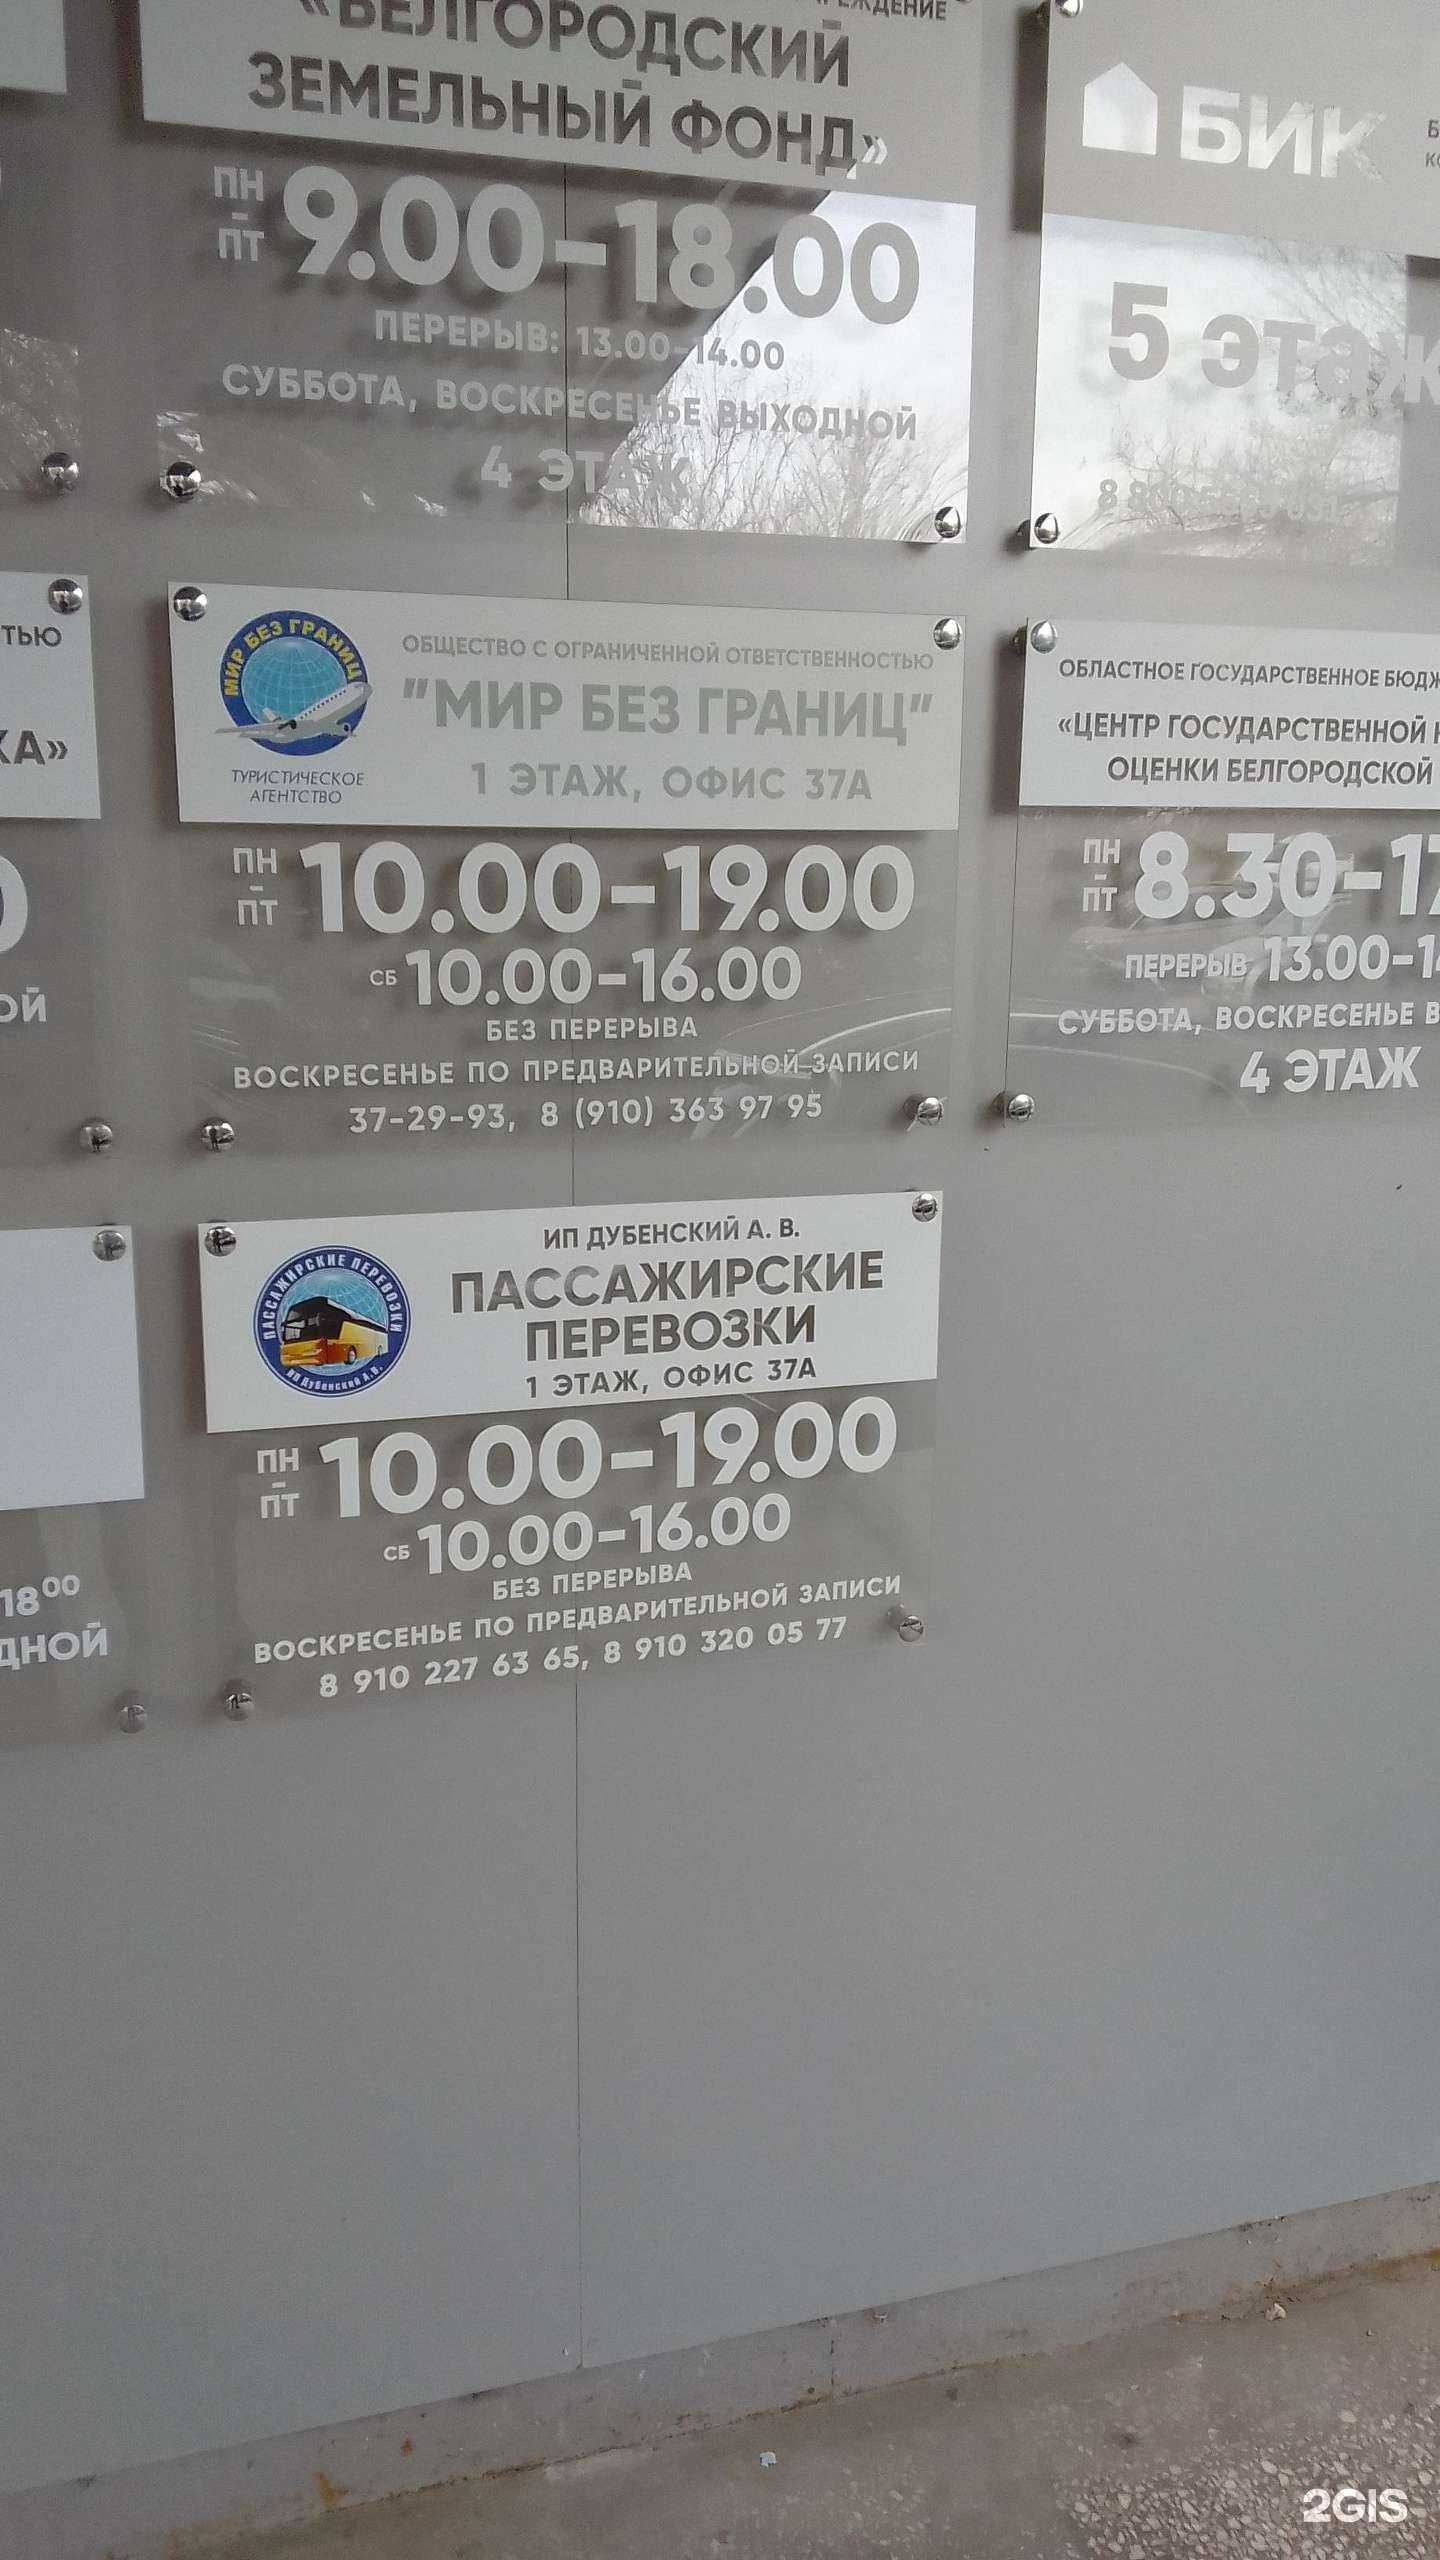 «БЕЛГОРОДСКИЙ
ЗЕМЕЛЬНЫЙ ФОНД»
ПН-ПТ 9.00-18.00
ПЕРЕРЫВ: 13.00-14.00
СУББОТА, ВОСКРЕСЕНЬЕ ВЫХОДНОЙ
4 ЭТАЖ
БИК
5 этаж
ТЬЮ
КА»
ОЙ
МИР БЕЗ ГРАНИЦ
ТУРИСТИЧЕСКОЕ
АГЕНТСТВО
ОБЩЕСТВО С ОГРАНИЧЕННОЙ ОТВЕТСТВЕННОСТЬЮ
"МИР БЕЗ ГРАНИЦ"
1 ЭТАЖ, ОФИС 37А
ПН-ПТ 10.00-19.00
СБ 10.00-16.00
БЕЗ ПЕРЕРЫВА
ВОСКРЕСЕНЬЕ ПО ПРЕДВАРИТЕЛЬНОЙ ЗАПИСИ
37-29-93, 8 (910) 363 97 95
ОБЛАСТНОЕ ГОСУДАРСТВЕННОЕ БЮДЖ
«ЦЕНТР ГОСУДАРСТВЕННОЙ
ОЦЕНКИ БЕЛГОРОДСКОЙ
ПН-ПТ 8.30-17
ПЕРЕРЫВ 13.00-14
СУББОТА, ВОСКРЕСЕНЬЕ В
4 ЭТАЖ
18⁰⁰
ДНОЙ
ПАССАЖИРСКИЕ ПЕРЕВОЗКИ
ИП Дубенский А.В.
ИП ДУБЕНСКИЙ А. В.
ПАССАЖИРСКИЕ
ПЕРЕВОЗКИ
1 ЭТАЖ, ОФИС 37А
ПН-ПТ 10.00-19.00
СБ 10.00-16.00
БЕЗ ПЕРЕРЫВА
ВОСКРЕСЕНЬЕ ПО ПРЕДВАРИТЕЛЬНОЙ ЗАПИСИ
8 910 227 63 65, 8 910 320 05 77
2GIS